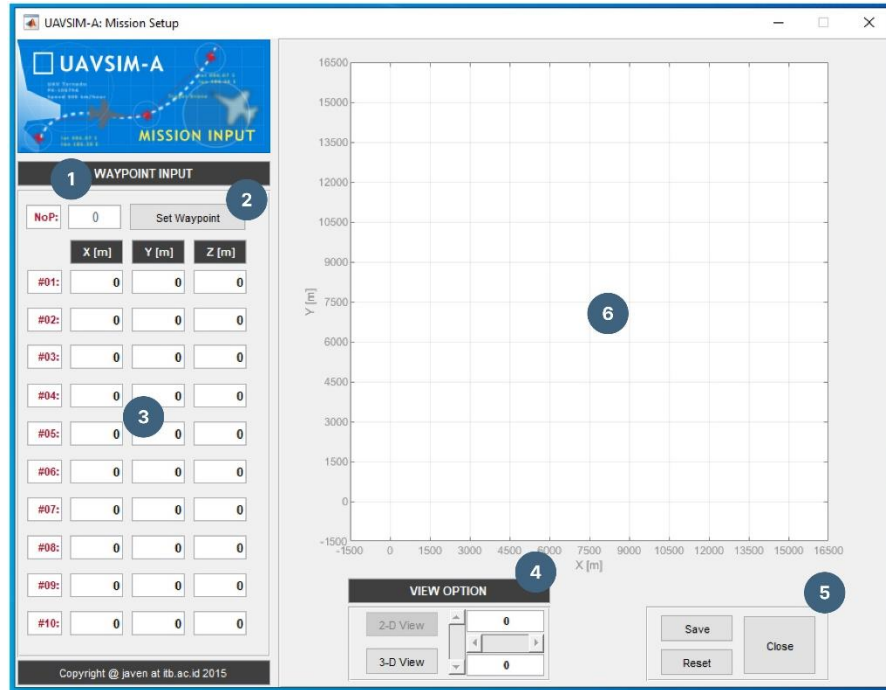 UAVSIM-A: Mission Setup
UAVSIM-A
MISSION INPUT
WAYPOINT INPUT
1
2
NoP: 0 Set Waypoint
X [m] Y [m] Z [m]
#01: 0 0 0
#02: 0 0 0
#03: 0 0 0
#04: 0 0 0
3
#05: 0 0 0
#06: 0 0 0
#07: 0 0 0
#08: 0 0 0
#09: 0 0 0
#10: 0 0 0
Copyright @ javen at itb.ac.id 2015
16500
15000
13500
12000
10500
9000
7500
6000
4500
3000
1500
0
-1500
Y [m]
6
-1500 0 1500 3000 4500 6000 7500 9000 10500 12000 13500 15000 16500
X [m]
4
VIEW OPTION
2-D View 0
3-D View 0
5
Save
Reset
Close